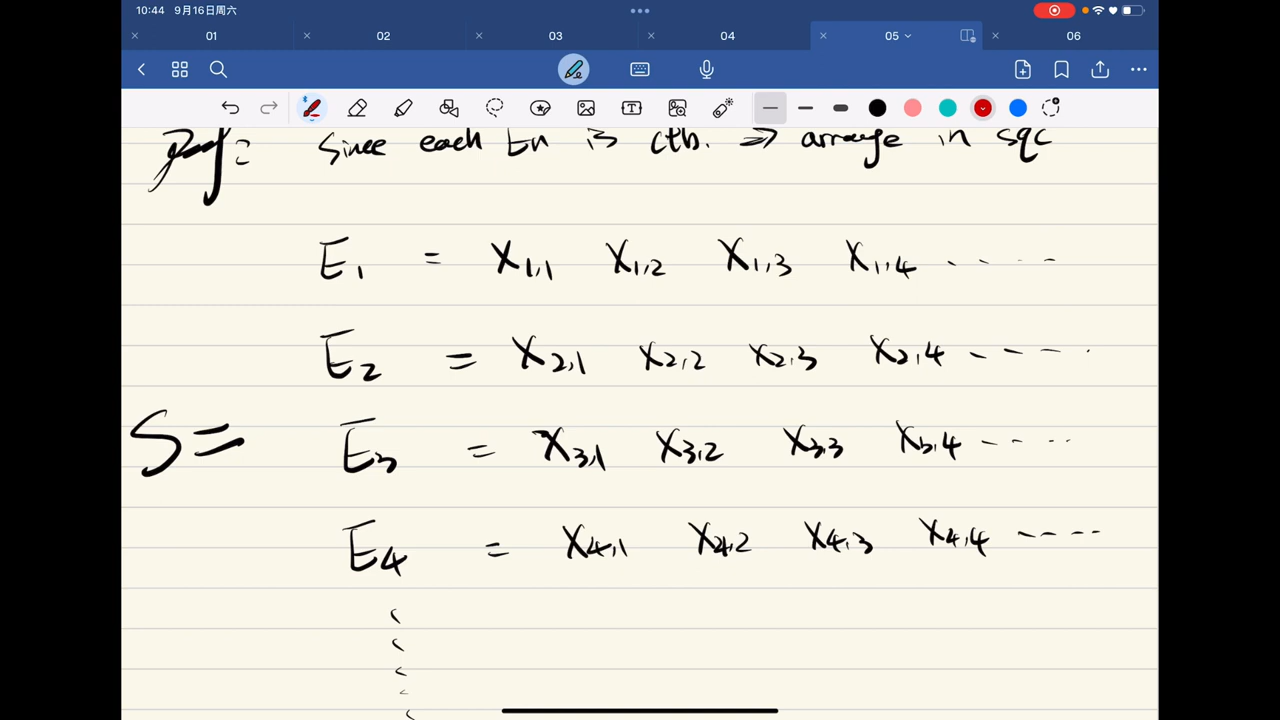 10:44 9月16日周六
01 02 03 04 05 06
Proof: Since each En is ctb. ⇒ arrange in sqc
E₁ = X₁,₁ X₁,₂ X₁,₃ X₁,₄ .....
E₂ = X₂,₁ X₂,₂ X₂,₃ X₂,₄ .....
S = E₃ = X₃,₁ X₃,₂ X₃,₃ X₃,₄ .....
E₄ = X₄,₁ X₄,₂ X₄,₃ X₄,₄ ....